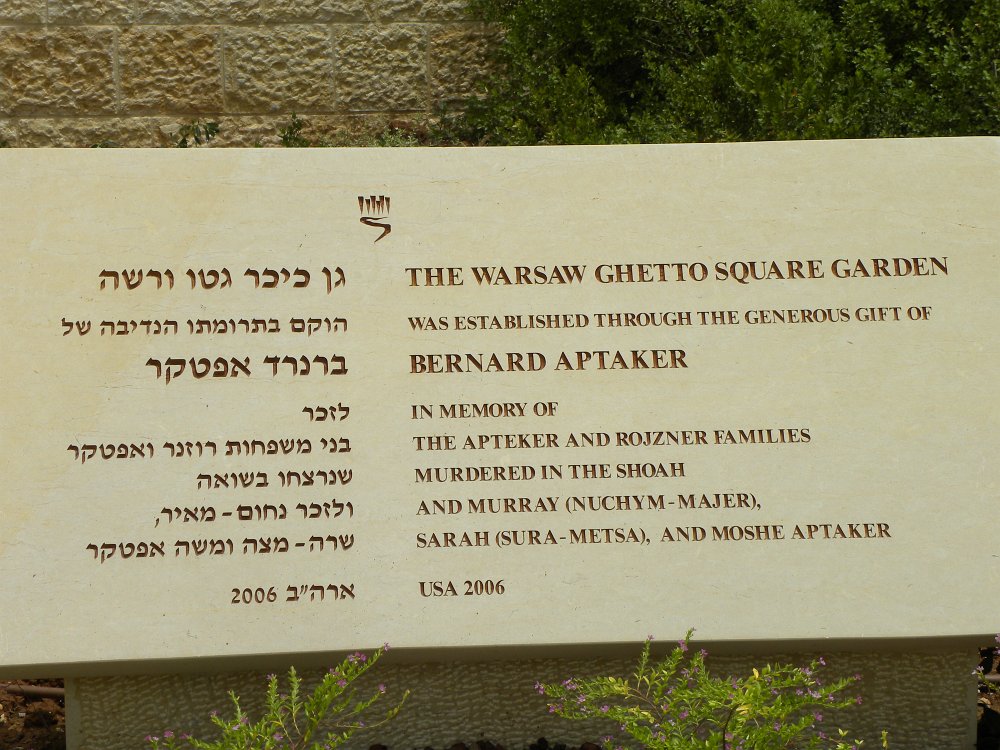 גן כיכר גטו ורשה
הוקם בתרומתו הנדיבה של
ברנרד אפטקר
לזכר
בני משפחות רוזנר ואפטקר
שנרצחו בשואה
ולזכר נחום-מאיר,
שרה-מצה ומשה אפטקר
ארה"ב 2006
THE WARSAW GHETTO SQUARE GARDEN
WAS ESTABLISHED THROUGH THE GENEROUS GIFT OF
BERNARD APTAKER
IN MEMORY OF
THE APTEKER AND ROJZNER FAMILIES
MURDERED IN THE SHOAH
AND MURRAY (NUCHYM-MAJER),
SARAH (SURA-METSA), AND MOSHE APTAKER
USA 2006